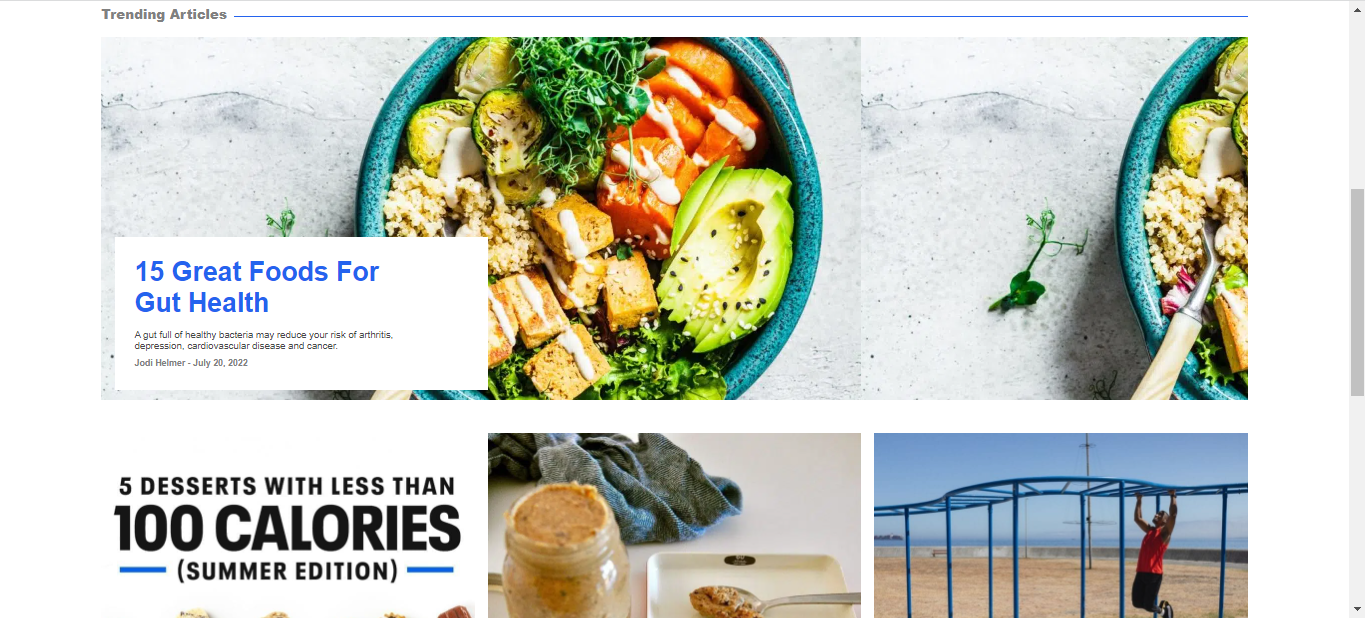 Trending Articles
15 Great Foods For
Gut Health
A gut full of healthy bacteria may reduce your risk of arthritis,
depression, cardiovascular disease and cancer.
Jodi Helmer - July 20, 2022
5 DESSERTS WITH LESS THAN
100 CALORIES
(SUMMER EDITION)